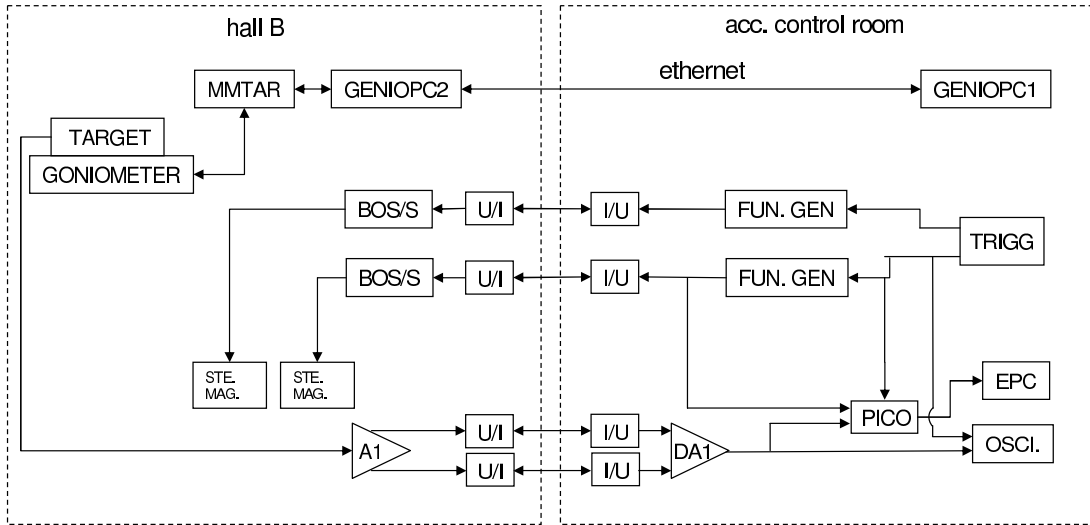 hall B
acc. control room
ethernet
MMTAR
GENIOPC2
GENIOPC1
TARGET
GONIOMETER
BOS/S
U/I
I/U
FUN. GEN
TRIGG
BOS/S
U/I
I/U
FUN. GEN
STE.
MAG.
STE.
MAG.
EPC
PICO
U/I
I/U
A1
DA1
OSCI.
U/I
I/U